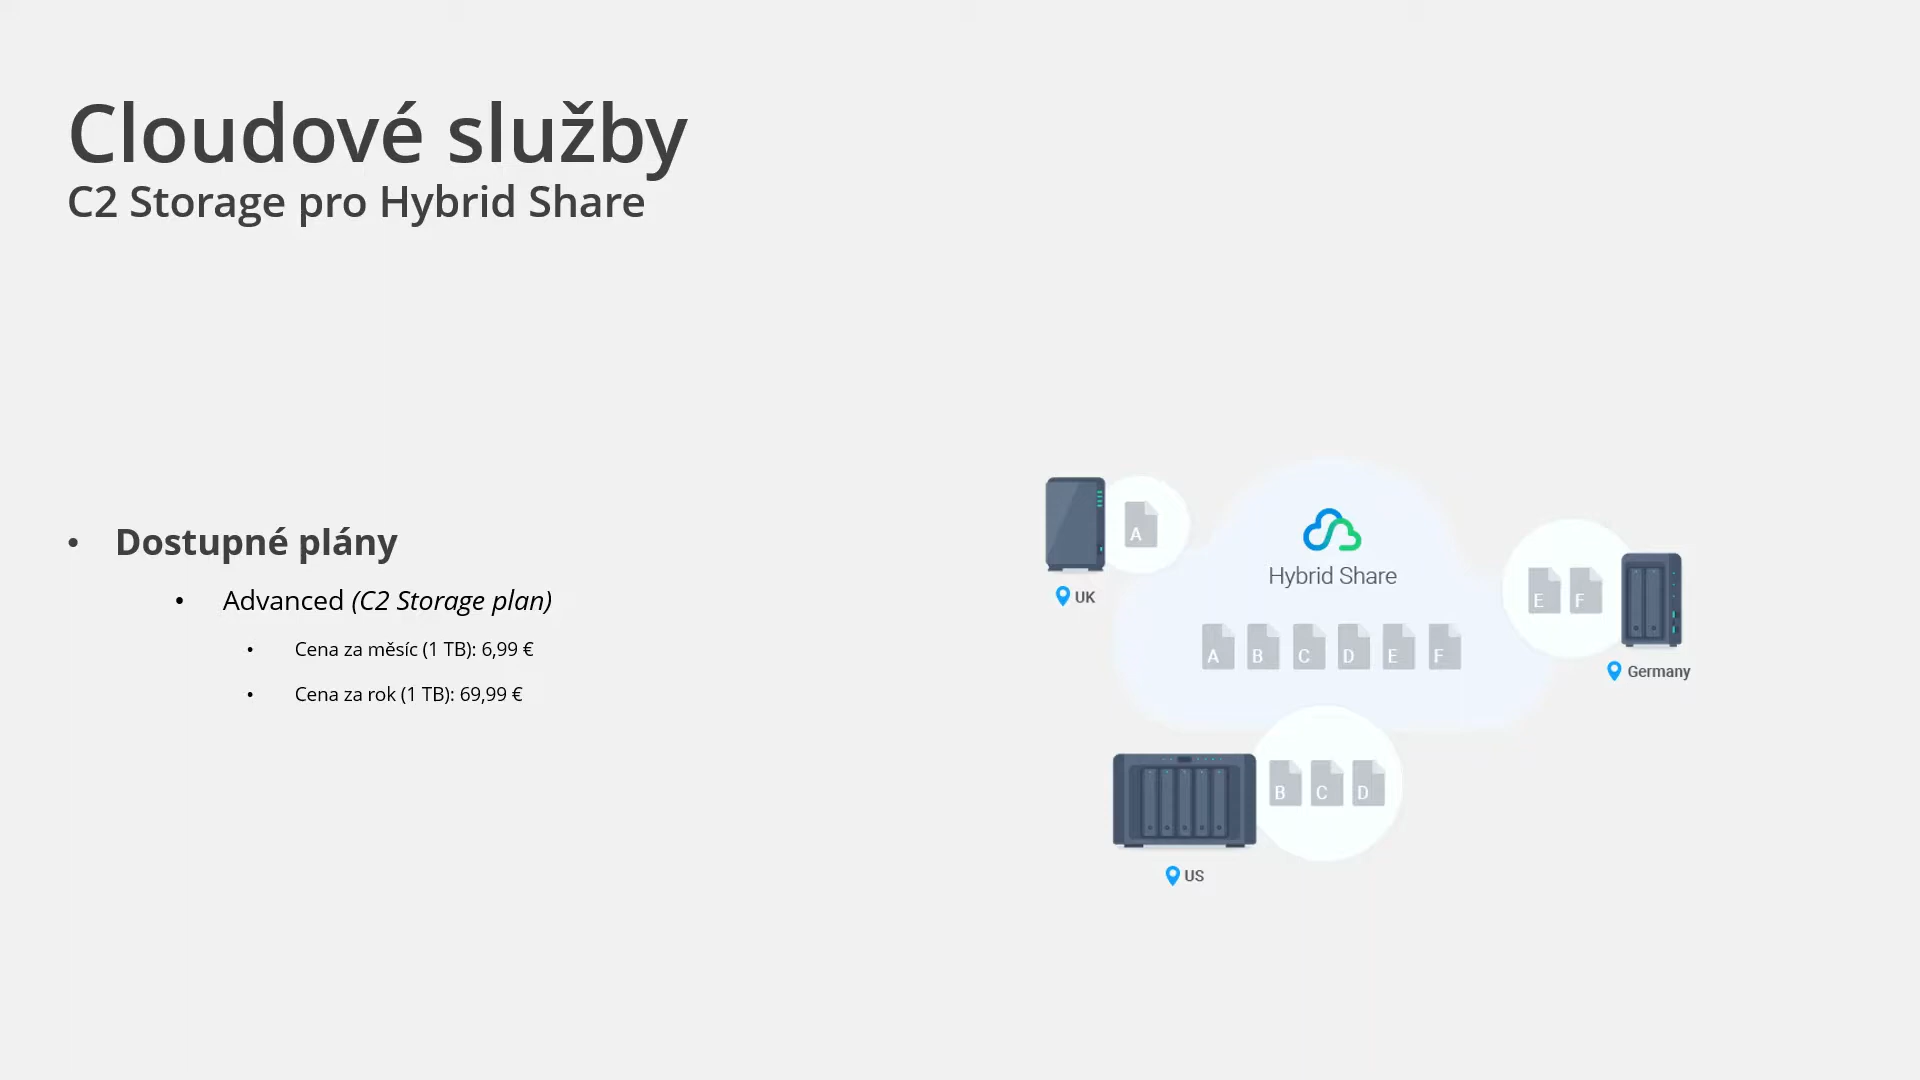 Cloudové služby
C2 Storage pro Hybrid Share
• Dostupné plány
• Advanced (C2 Storage plan)
• Cena za měsíc (1 TB): 6,99 €
• Cena za rok (1 TB): 69,99 €
A
UK
Hybrid Share
A B C D E F
E F
Germany
B C D
US